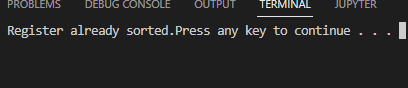 PROBLEMS DEBUG CONSOLE OUTPUT TERMINAL JUPYTER
Register already sorted.Press any key to continue . . .